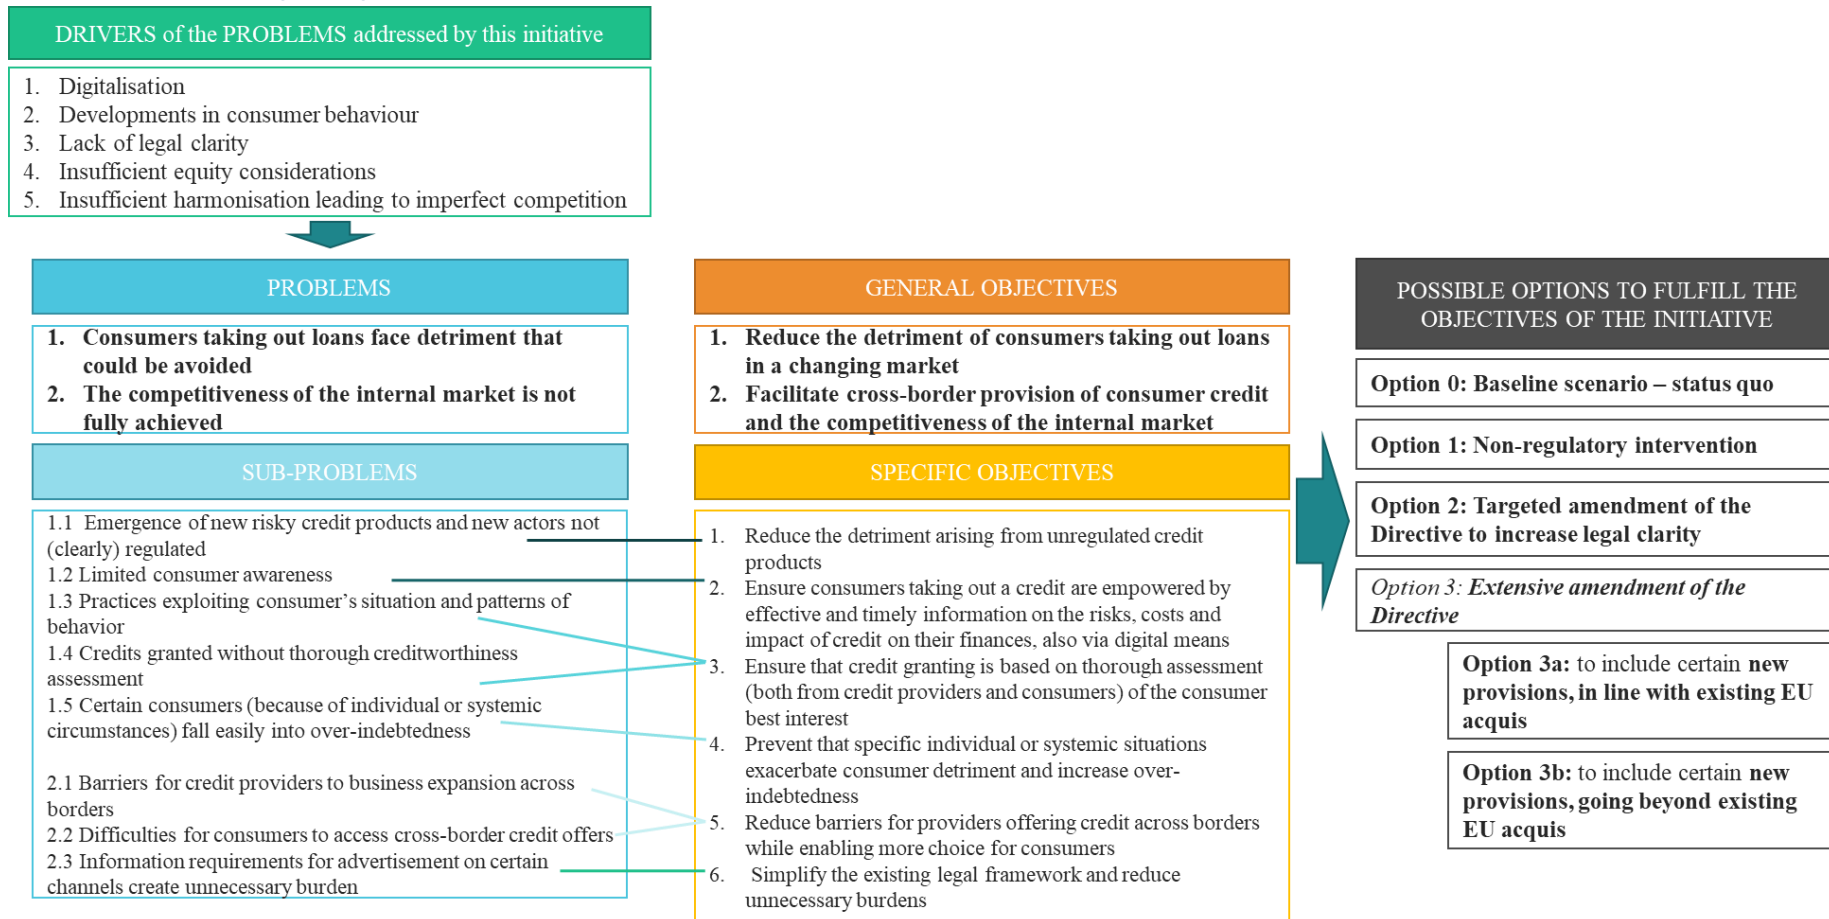 DRIVERS of the PROBLEMS addressed by this initiative
1. Digitalisation
2. Developments in consumer behaviour
3. Lack of legal clarity
4. Insufficient equity considerations
5. Insufficient harmonisation leading to imperfect competition
PROBLEMS
1. Consumers taking out loans face detriment that
could be avoided
2. The competitiveness of the internal market is not
fully achieved
SUB-PROBLEMS
1.1 Emergence of new risky credit products and new actors not
(clearly) regulated
1.2 Limited consumer awareness
1.3 Practices exploiting consumer’s situation and patterns of
behavior
1.4 Credits granted without thorough creditworthiness
assessment
1.5 Certain consumers (because of individual or systemic
circumstances) fall easily into over-indebtedness
2.1 Barriers for credit providers to business expansion across
borders
2.2 Difficulties for consumers to access cross-border credit offers
2.3 Information requirements for advertisement on certain
channels create unnecessary burden
GENERAL OBJECTIVES
1. Reduce the detriment of consumers taking out loans
in a changing market
2. Facilitate cross-border provision of consumer credit
and the competitiveness of the internal market
SPECIFIC OBJECTIVES
1. Reduce the detriment arising from unregulated credit
products
2. Ensure consumers taking out a credit are empowered by
effective and timely information on the risks, costs and
impact of credit on their finances, also via digital means
3. Ensure that credit granting is based on thorough assessment
(both from credit providers and consumers) of the consumer
best interest
4. Prevent that specific individual or systemic situations
exacerbate consumer detriment and increase over-
indebtedness
5. Reduce barriers for providers offering credit across borders
while enabling more choice for consumers
6. Simplify the existing legal framework and reduce
unnecessary burdens
POSSIBLE OPTIONS TO FULFILL THE
OBJECTIVES OF THE INITIATIVE
Option 0: Baseline scenario – status quo
Option 1: Non-regulatory intervention
Option 2: Targeted amendment of the
Directive to increase legal clarity
Option 3: Extensive amendment of the
Directive
Option 3a: to include certain new
provisions, in line with existing EU
acquis
Option 3b: to include certain new
provisions, going beyond existing
EU acquis